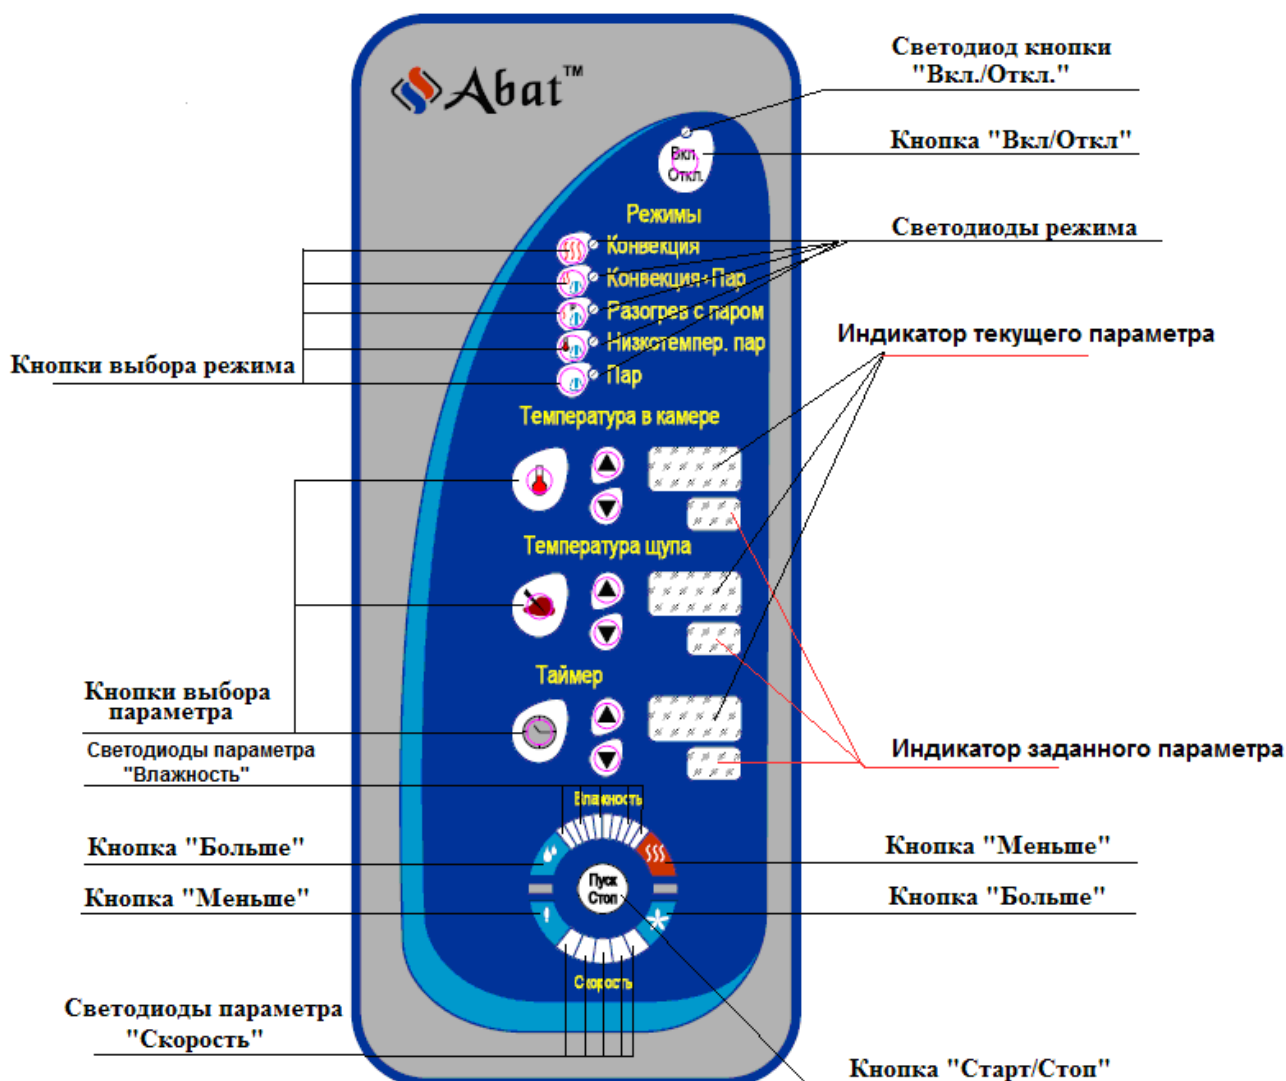 Abat™
Светодиод кнопки
"Вкл./Откл."
Кнопка "Вкл/Откл"
Вкл.
Откл.
Режимы
Светодиоды режима
Конвекция
Конвекция+Пар
Разогрев с паром
Низкотемпер. пар
Пар
Кнопки выбора режима
Индикатор текущего параметра
Температура в камере
Температура щупа
Таймер
Кнопки выбора
параметра
Светодиоды параметра
"Влажность"
Индикатор заданного параметра
Влажность
Кнопка "Больше"
Кнопка "Меньше"
Пуск
Стоп
Кнопка "Меньше"
Кнопка "Больше"
Скорость
Светодиоды параметра
"Скорость"
Кнопка "Старт/Стоп"